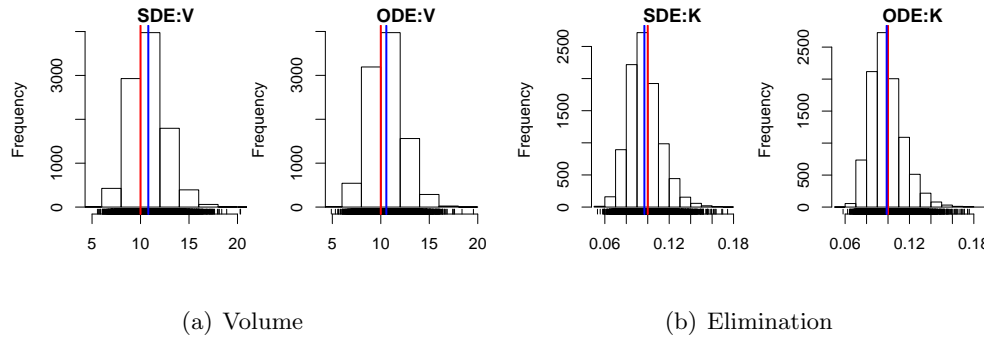 SDE:V
Frequency
0 1000 3000
5 10 15 20
ODE:V
Frequency
0 1000 3000
5 10 15 20
SDE:K
Frequency
0 500 1500 2500
0.06 0.12 0.18
ODE:K
Frequency
0 500 1500 2500
0.06 0.12 0.18
(a) Volume
(b) Elimination